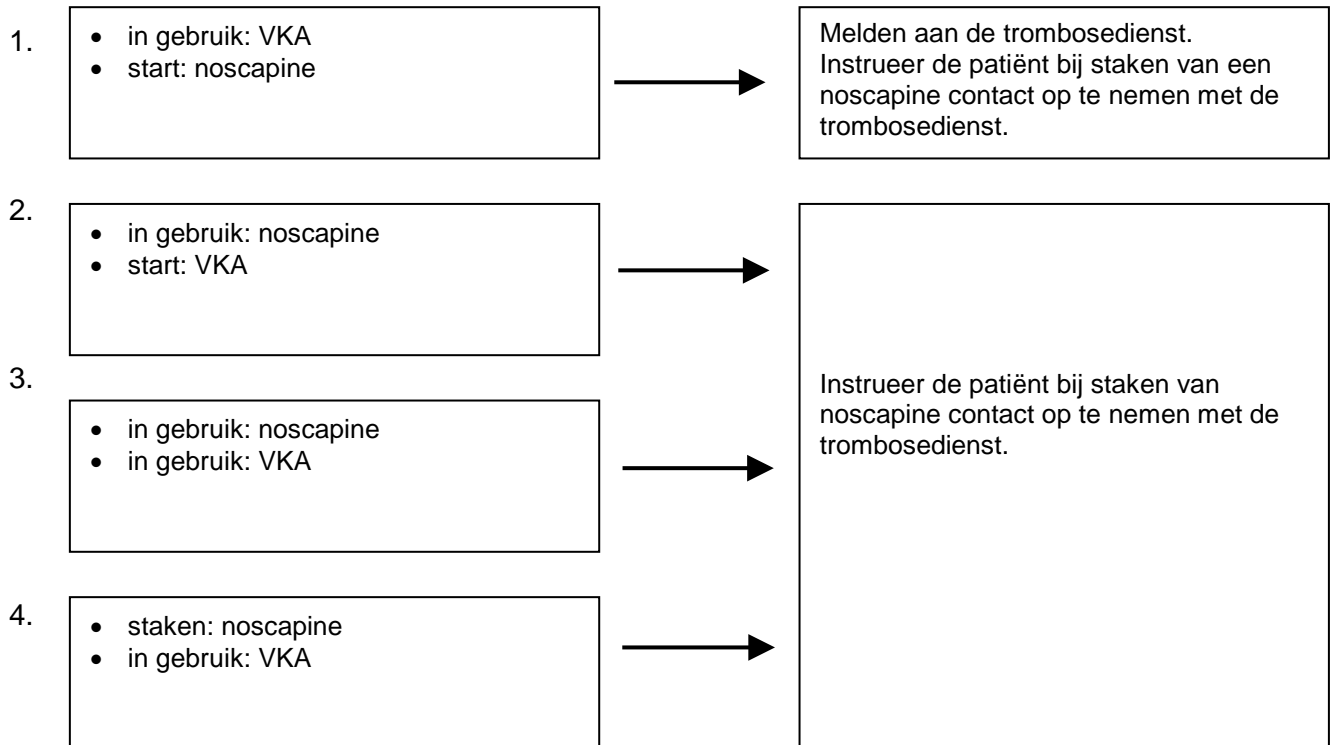 1.
• in gebruik: VKA
• start: noscapine
Melden aan de trombosedienst.
Instrueer de patiënt bij staken van een
noscapine contact op te nemen met de
trombosedienst.
2.
• in gebruik: noscapine
• start: VKA
3.
• in gebruik: noscapine
• in gebruik: VKA
Instrueer de patiënt bij staken van
noscapine contact op te nemen met de
trombosedienst.
4.
• staken: noscapine
• in gebruik: VKA